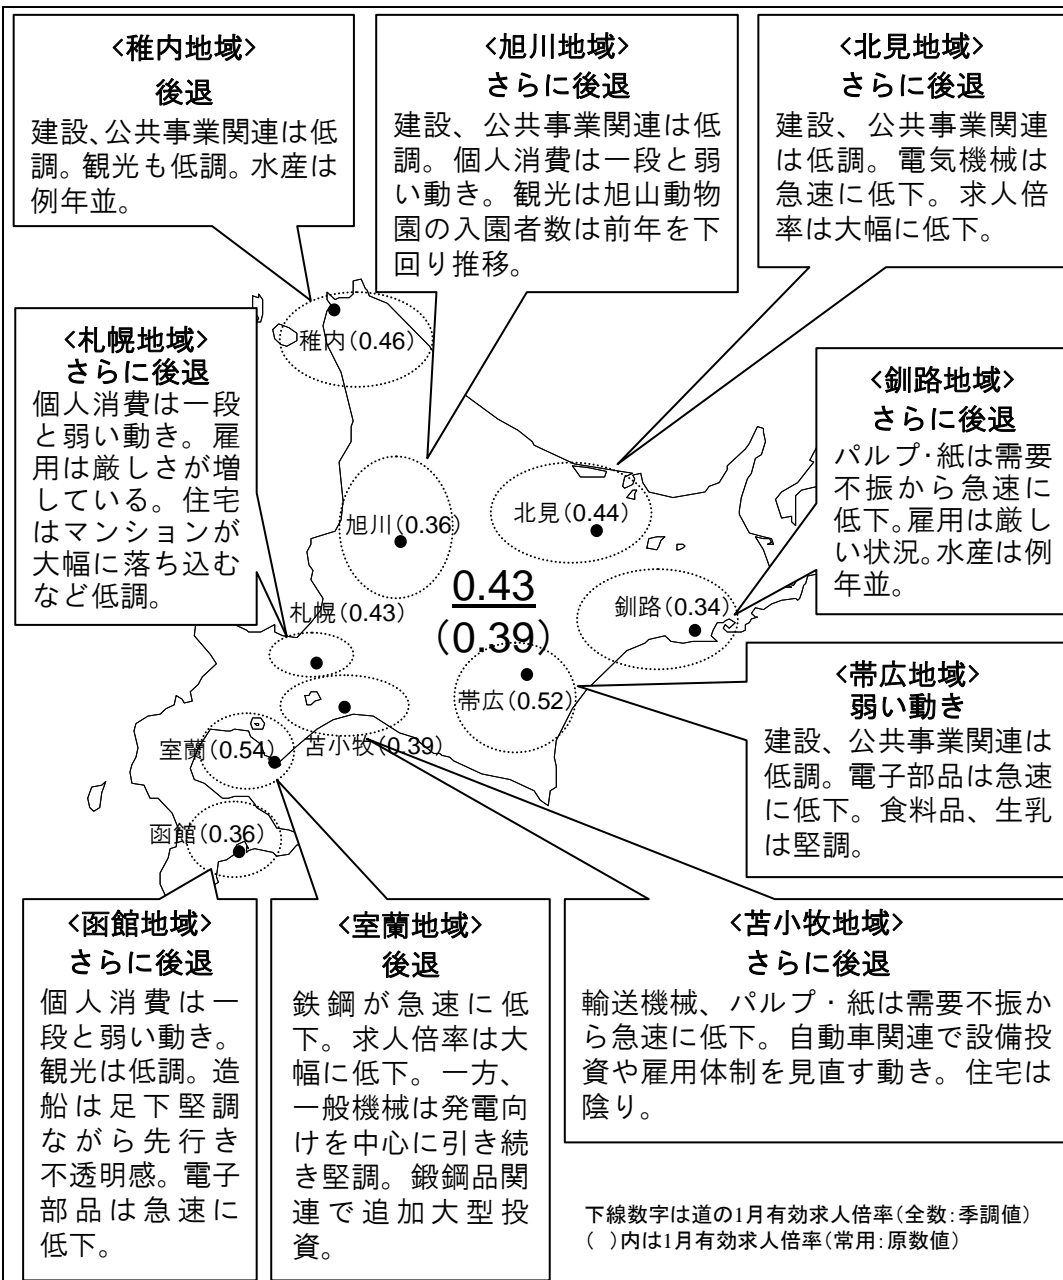 <稚内地域>
後退
建設、公共事業関連は低
調。観光も低調。水産は
例年並。
<旭川地域>
さらに後退
建設、公共事業関連は低
調。個人消費は一段と弱
い動き。観光は旭山動物
園の入園者数は前年を下
回り推移。
<北見地域>
さらに後退
建設、公共事業関連
は低調。電気機械は
急速に低下。求人倍
率は大幅に低下。
<札幌地域>
さらに後退
個人消費は一段
と弱い動き。雇
用は厳しさが増
している。住宅
はマンションが
大幅に落ち込む
など低調。
<釧路地域>
さらに後退
パルプ・紙は需要
不振から急速に
低下。雇用は厳し
い状況。水産は例
年並。
稚内(0.46)
旭川(0.36)
北見(0.44)
0.43
(0.39)
札幌(0.43)
釧路(0.34)
帯広(0.52)
室蘭(0.54)
苫小牧(0.39)
函館(0.36)
<帯広地域>
弱い動き
建設、公共事業関連は
低調。電子部品は急速
に低下。食料品、生乳
は堅調。
<函館地域>
さらに後退
個人消費は一
段と弱い動き。
観光は低調。造
船は足下堅調
ながら先行き
不透明感。電子
部品は急速に
低下。
<室蘭地域>
後退
鉄鋼が急速に低
下。求人倍率は大
幅に低下。一方、
一般機械は発電向
けを中心に引き続
き堅調。鍛鋼品関
連で追加大型投
資。
<苫小牧地域>
さらに後退
輸送機械、パルプ・紙は需要不振か
ら急速に低下。自動車関連で設備投
資や雇用体制を見直す動き。住宅は
陰り。
下線数字は道の1月有効求人倍率(全数:季調値)
( )内は1月有効求人倍率(常用:原数値)